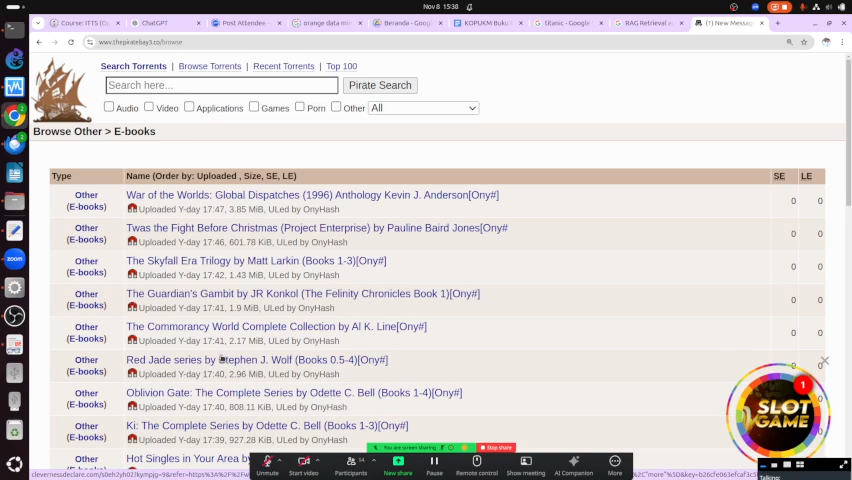 Nov 8 15:38
Course: ITTS (Ou
ChatGPT
Post Attendee -
orange data min
Beranda - Googl
KOPUKM Buku I
titanic - Google S
RAG Retrieval a
(1) New Messag
www.thepiratebay3.co/browse
Search Torrents | Browse Torrents | Recent Torrents | Top 100
Search here... Pirate Search
Audio Video Applications Games Porn Other All
Browse Other > E-books
Type Name (Order by: Uploaded , Size, SE, LE) SE LE
Other War of the Worlds: Global Dispatches (1996) Anthology Kevin J. Anderson[Ony#] 0 0
(E-books) Uploaded Y-day 17:47, 3.85 MiB, ULed by OnyHash
Other Twas the Fight Before Christmas (Project Enterprise) by Pauline Baird Jones[Ony# 0 0
(E-books) Uploaded Y-day 17:46, 601.78 KiB, ULed by OnyHash
Other The Skyfall Era Trilogy by Matt Larkin (Books 1-3)[Ony#] 0 0
(E-books) Uploaded Y-day 17:42, 1.43 MiB, ULed by OnyHash
Other The Guardian's Gambit by JR Konkol (The Felinity Chronicles Book 1)[Ony#] 0 0
(E-books) Uploaded Y-day 17:41, 1.9 MiB, ULed by OnyHash
Other The Commorancy World Complete Collection by Al K. Line[Ony#] 0 0
(E-books) Uploaded Y-day 17:41, 2.17 MiB, ULed by OnyHash
Other Red Jade series by Stephen J. Wolf (Books 0.5-4)[Ony#] 0 0
(E-books) Uploaded Y-day 17:40, 2.96 MiB, ULed by OnyHash
Other Oblivion Gate: The Complete Series by Odette C. Bell (Books 1-4)[Ony#]
(E-books) Uploaded Y-day 17:40, 808.11 KiB, ULed by OnyHash
Other Ki: The Complete Series by Odette C. Bell (Books 1-3)[Ony#]
(E-books) Uploaded Y-day 17:39, 927.28 KiB, ULed by OnyHash
Other Hot Singles in Your Area by
1
SLOT
GAME
You are screen sharing Stop share
Unmute Start video Participants 14 New share Pause Remote control Show meeting AI Companion More
Talking: